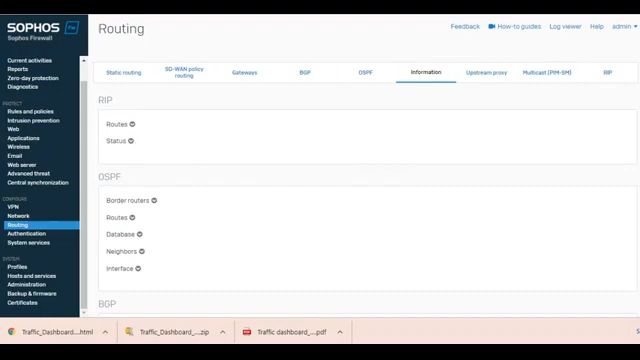 SOPHOS Fw
Sophos Firewall
Routing
Feedback How-to guides Log viewer Help admin
Current activities
Reports
Zero-day protection
Diagnostics
PROTECT
Rules and policies
Intrusion prevention
Web
Applications
Wireless
Email
Web server
Advanced threat
Central synchronization
CONFIGURE
VPN
Network
Routing
Authentication
System services
SYSTEM
Profiles
Hosts and services
Administration
Backup & firmware
Certificates
Static routing
SD-WAN policy
routing
Gateways
BGP
OSPF
Information
Upstream proxy
Multicast (PIM-SM)
RIP
RIP
Routes
Status
OSPF
Border routers
Routes
Database
Neighbors
Interface
BGP
Traffic_Dashboard....html
Traffic_Dashboard_....zip
Traffic dashboard_....pdf